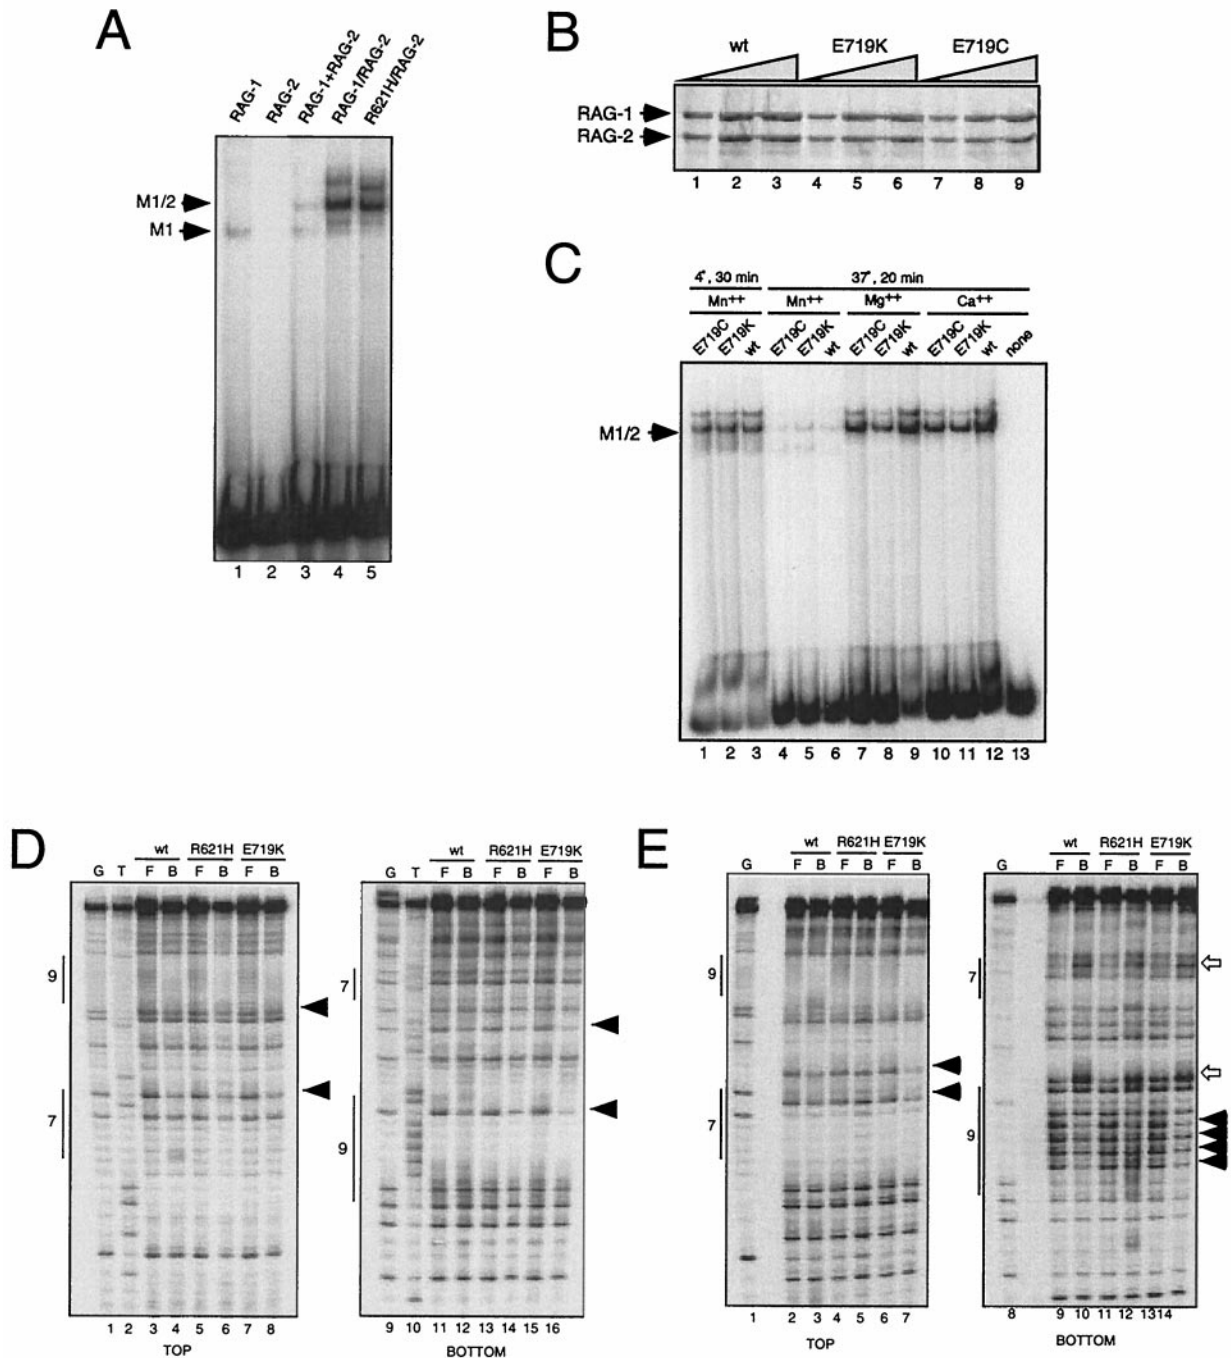 A
RAG-1
RAG-2
RAG-1+RAG-2
RAG-1/RAG-2
R621H/RAG-2
M1/2
M1
1 2 3 4 5
B
wt E719K E719C
RAG-1
RAG-2
1 2 3 4 5 6 7 8 9
C
4°, 30 min 37°, 20 min
Mn++ Mn++ Mg++ Ca++
E719C E719K wt E719C E719K wt E719C E719K wt E719C E719K wt none
M1/2
1 2 3 4 5 6 7 8 9 10 11 12 13
D
wt R621H E719K
G T F B F B F B
9
7
1 2 3 4 5 6 7 8
TOP
wt R621H E719K
G T F B F B F B
7
9
9 10 11 12 13 14 15 16
BOTTOM
E
wt R621H E719K
G F B F B F B
9
7
1 2 3 4 5 6 7
TOP
wt R621H E719K
G F B F B F B
7
9
8 9 10 11 12 13 14
BOTTOM